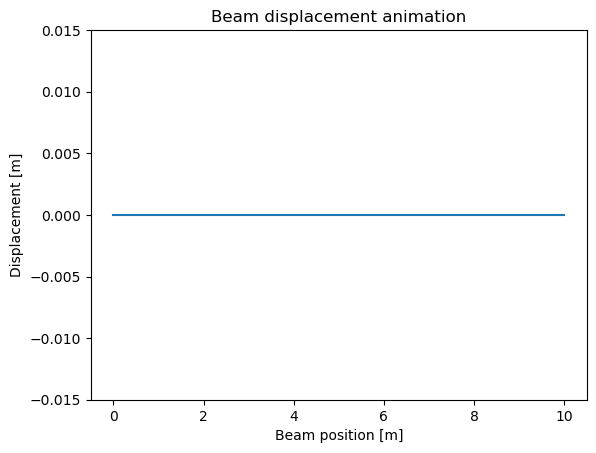 Beam displacement animation
0.015
0.010
0.005
0.000
−0.005
−0.010
−0.015
Displacement [m]
0 2 4 6 8 10
Beam position [m]